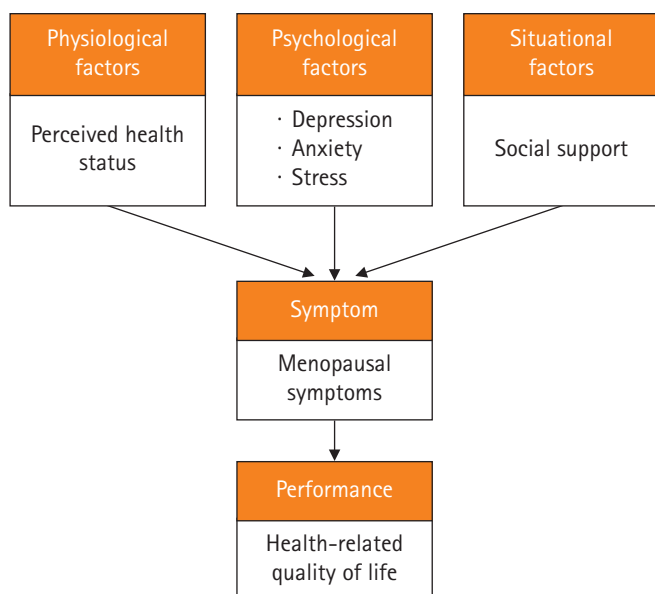 Physiological
factors
Perceived health
status
Psychological
factors
· Depression
· Anxiety
· Stress
Situational
factors
Social support
Symptom
Menopausal
symptoms
Performance
Health-related
quality of life